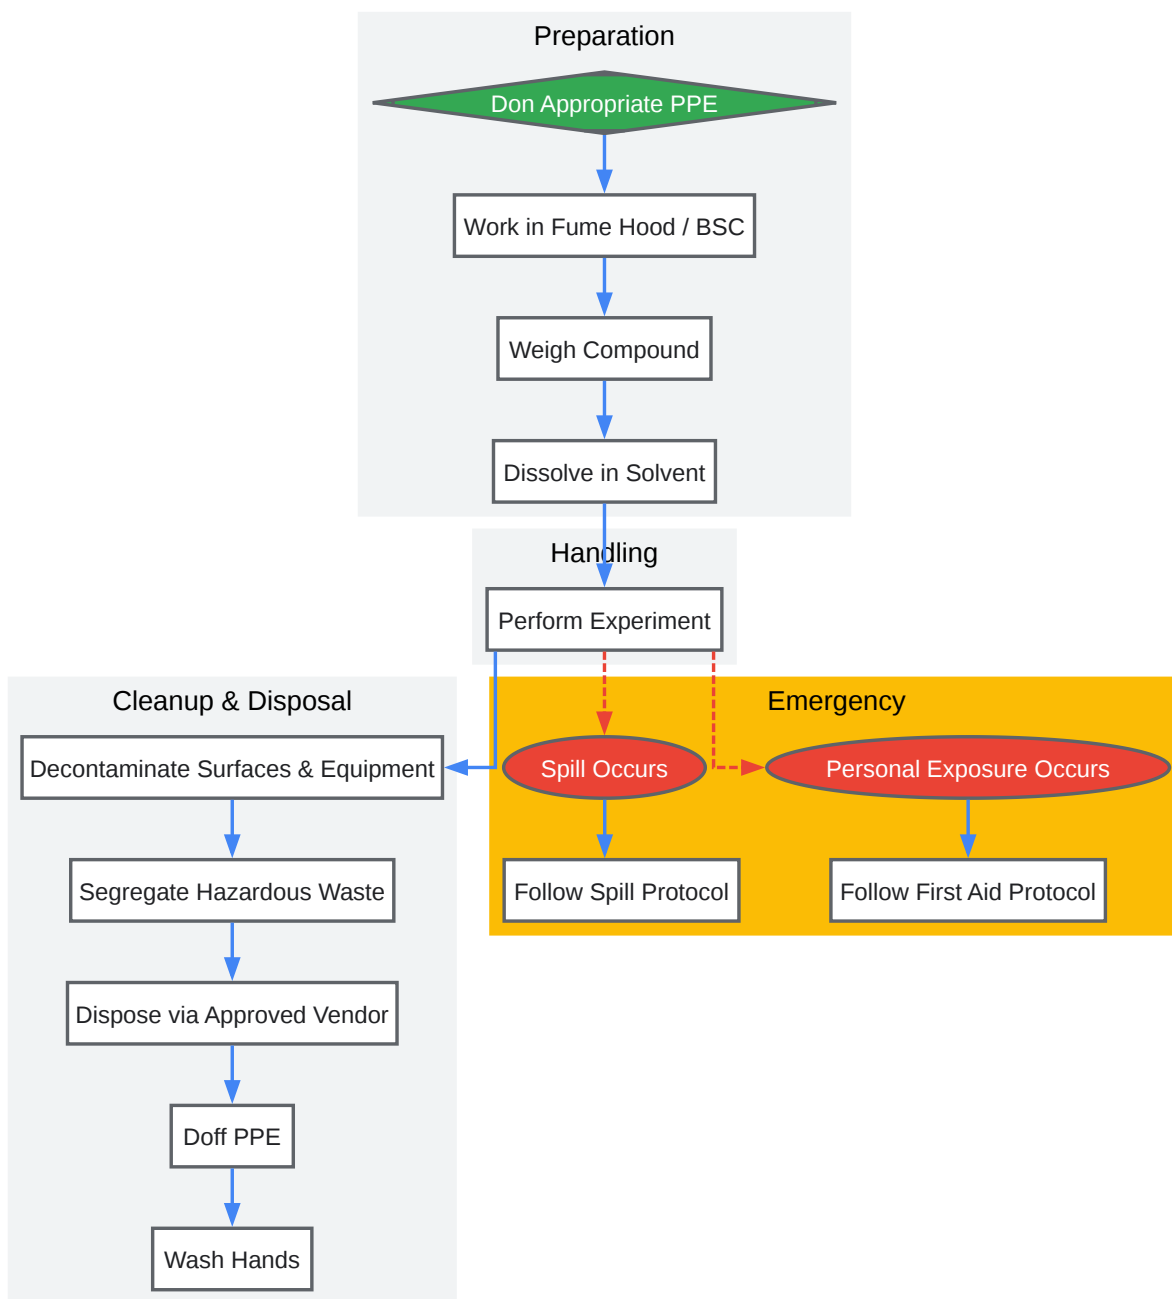 Preparation
Don Appropriate PPE
Work in Fume Hood / BSC
Weigh Compound
Dissolve in Solvent
Handling
Perform Experiment
Cleanup & Disposal
Decontaminate Surfaces & Equipment
Segregate Hazardous Waste
Dispose via Approved Vendor
Doff PPE
Wash Hands
Emergency
Spill Occurs
Personal Exposure Occurs
Follow Spill Protocol
Follow First Aid Protocol